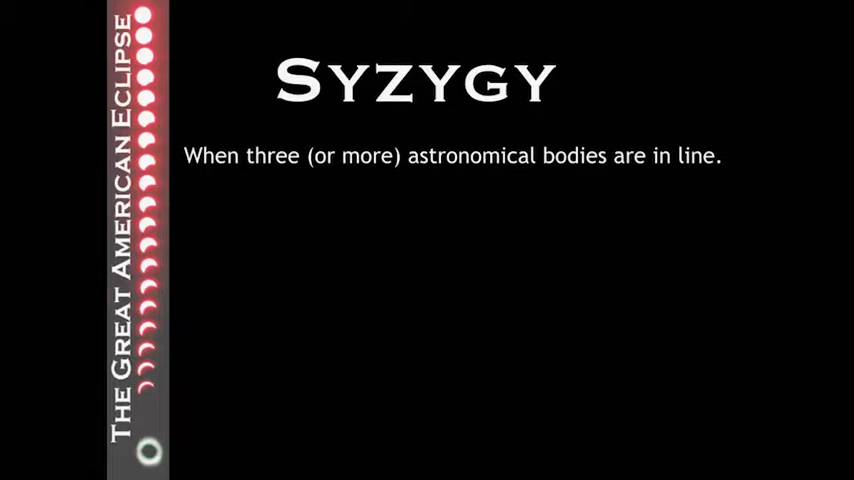 The Great American Eclipse
Syzygy
When three (or more) astronomical bodies are in line.